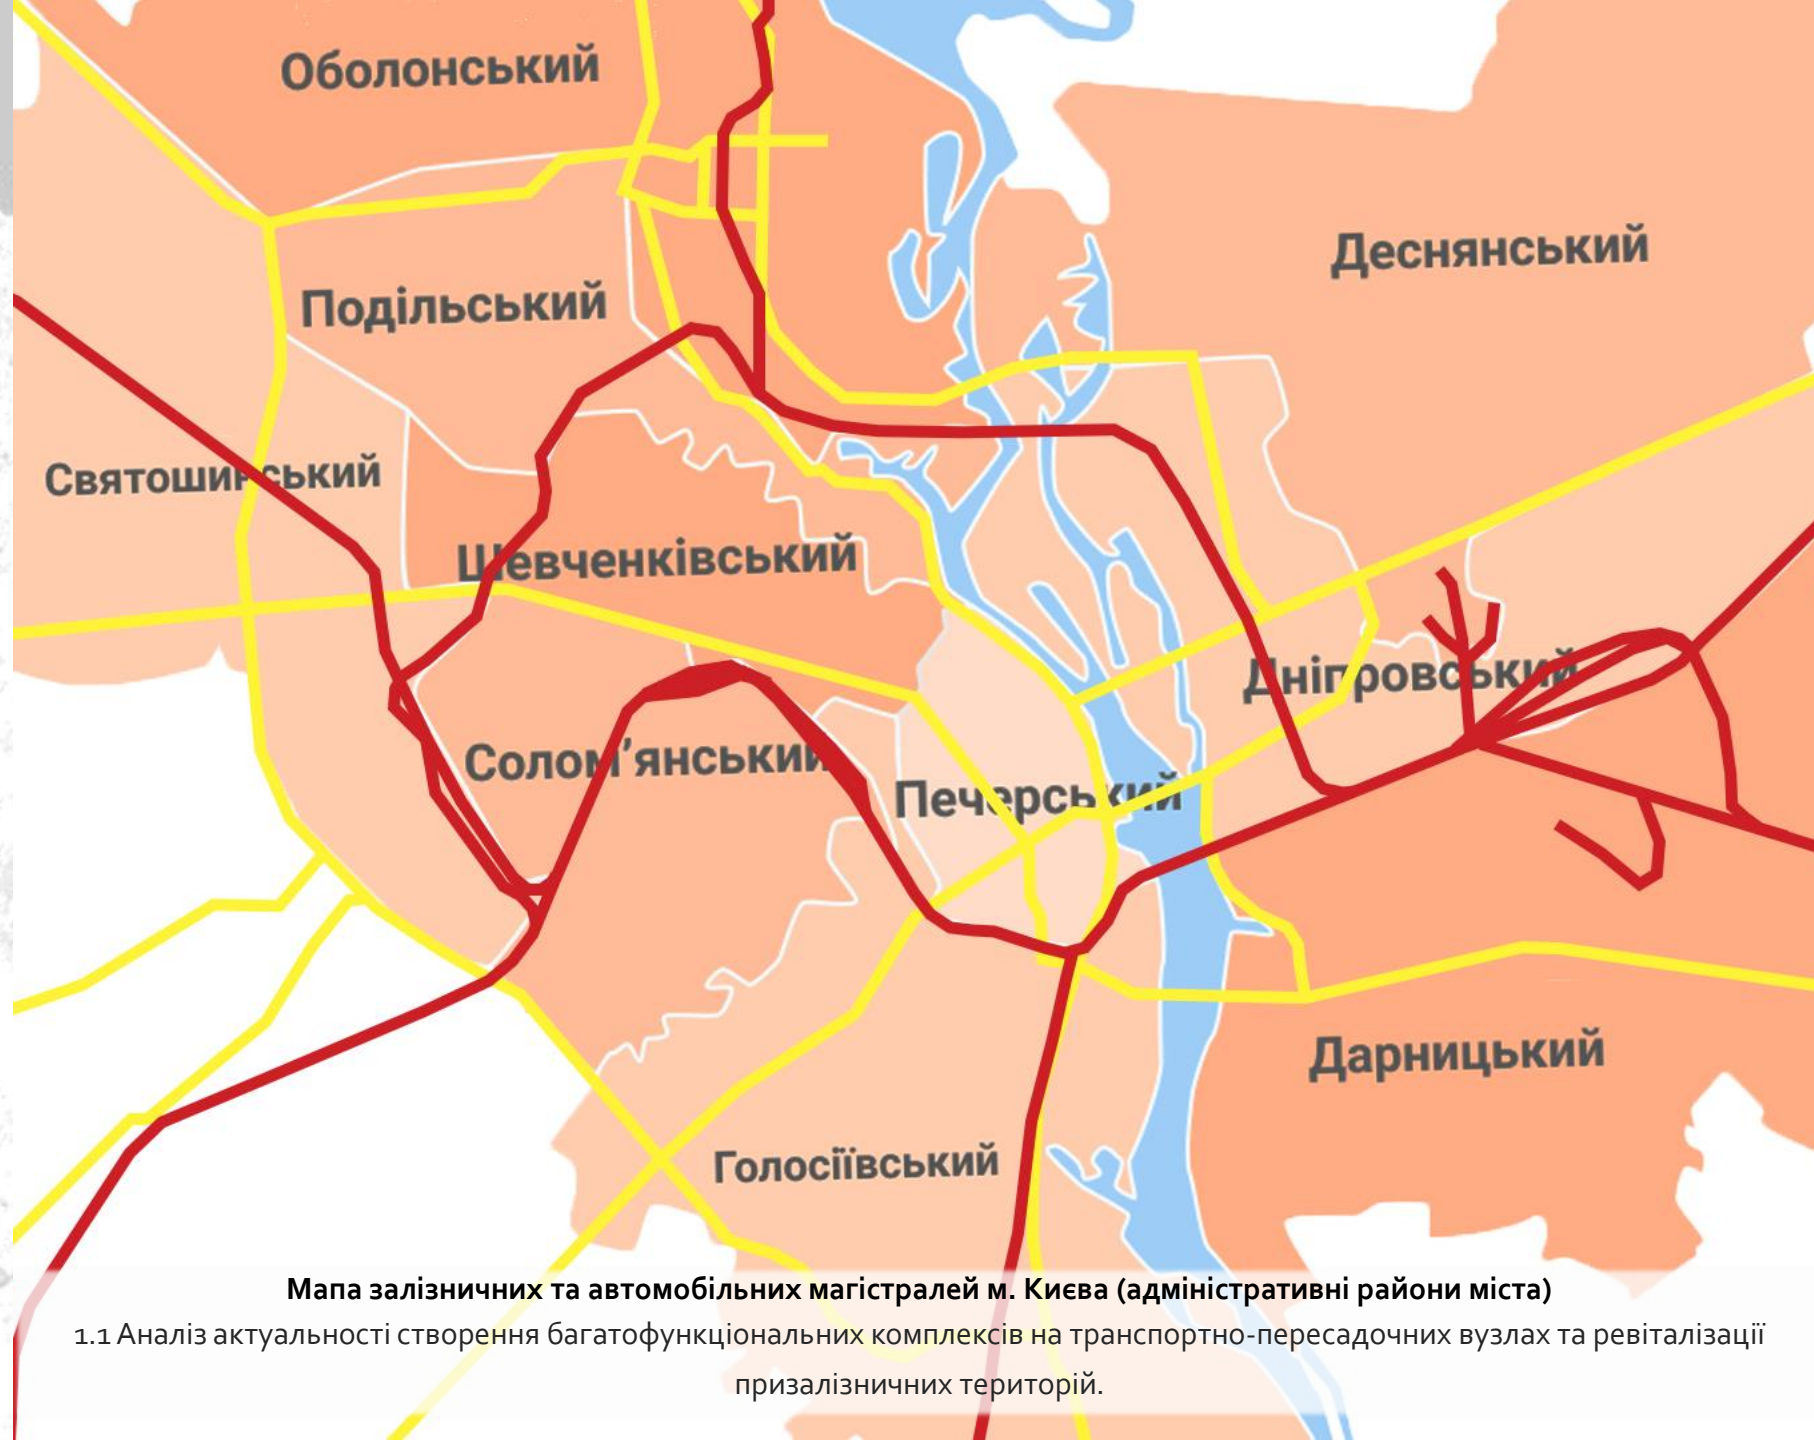 Оболонський
Деснянський
Подільський
Святошинський
Шевченківський
Дніпровський
Солом’янський
Печерський
Дарницький
Голосіївський
Мапа залізничних та автомобільних магістралей м. Києва (адміністративні райони міста)
1.1 Аналіз актуальності створення багатофункціональних комплексів на транспортно-пересадочних вузлах та ревіталізації
призалізничних територій.